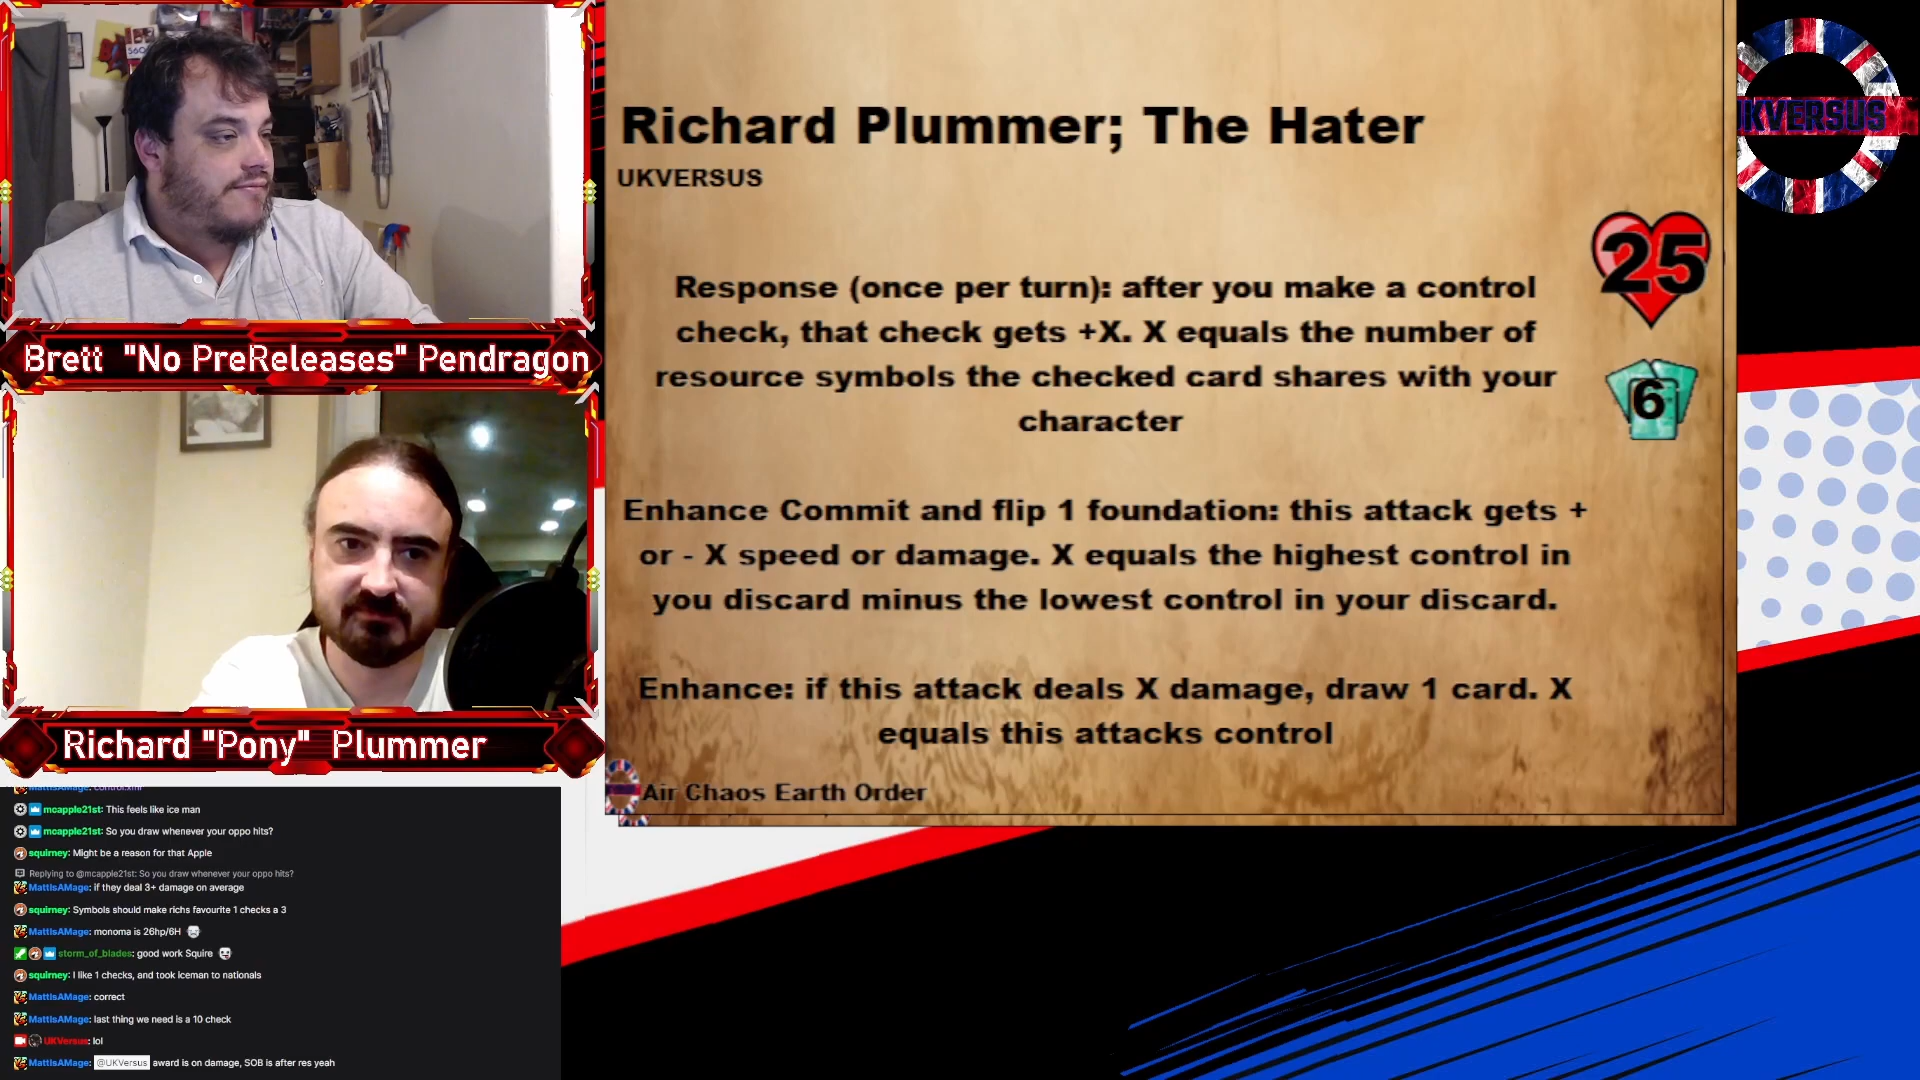 Brett "No PreReleases" Pendragon
Richard "Pony" Plummer
mcapple21st: This feels like ice man
mcapple21st: So you draw whenever your oppo hits?
squirney: Might be a reason for that Apple
Replying to @mcapple21st: So you draw whenever your oppo hits?
MattIsAMage: if they deal 3+ damage on average
squirney: Symbols should make richs favourite 1 checks a 3
MattIsAMage: monoma is 26hp/6H
storm_of_blades: good work Squire
squirney: I like 1 checks, and took Iceman to nationals
MattIsAMage: correct
MattIsAMage: last thing we need is a 10 check
UKVersus: lol
MattIsAMage: @UKVersus award is on damage, SOB is after res yeah
Richard Plummer; The Hater
UKVERSUS
25
6
Response (once per turn): after you make a control
check, that check gets +X. X equals the number of
resource symbols the checked card shares with your
character
Enhance Commit and flip 1 foundation: this attack gets +
or - X speed or damage. X equals the highest control in
you discard minus the lowest control in your discard.
Enhance: if this attack deals X damage, draw 1 card. X
equals this attacks control
Air Chaos Earth Order
KVERSUS